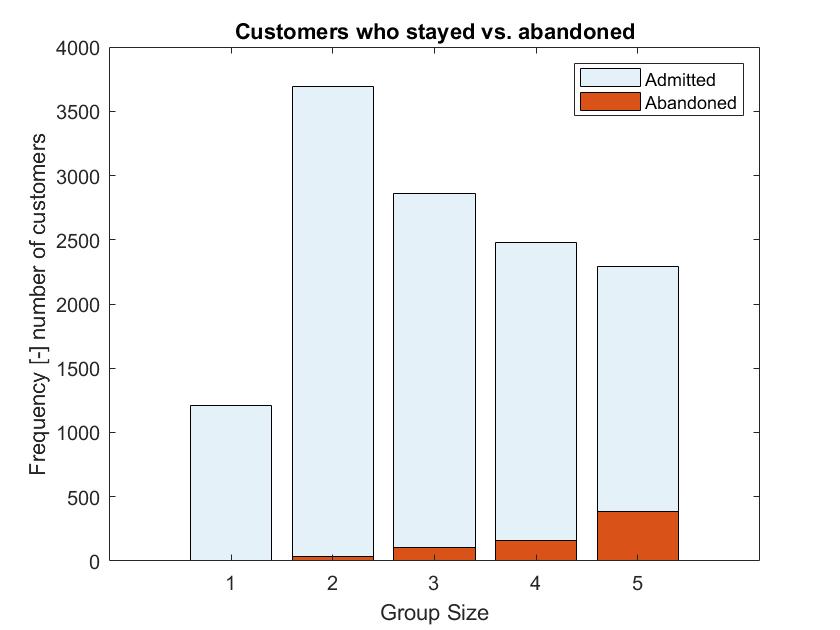 Customers who stayed vs. abandoned
Admitted
Abandoned
Frequency [-] number of customers
4000
3500
3000
2500
2000
1500
1000
500
0
1 2 3 4 5
Group Size